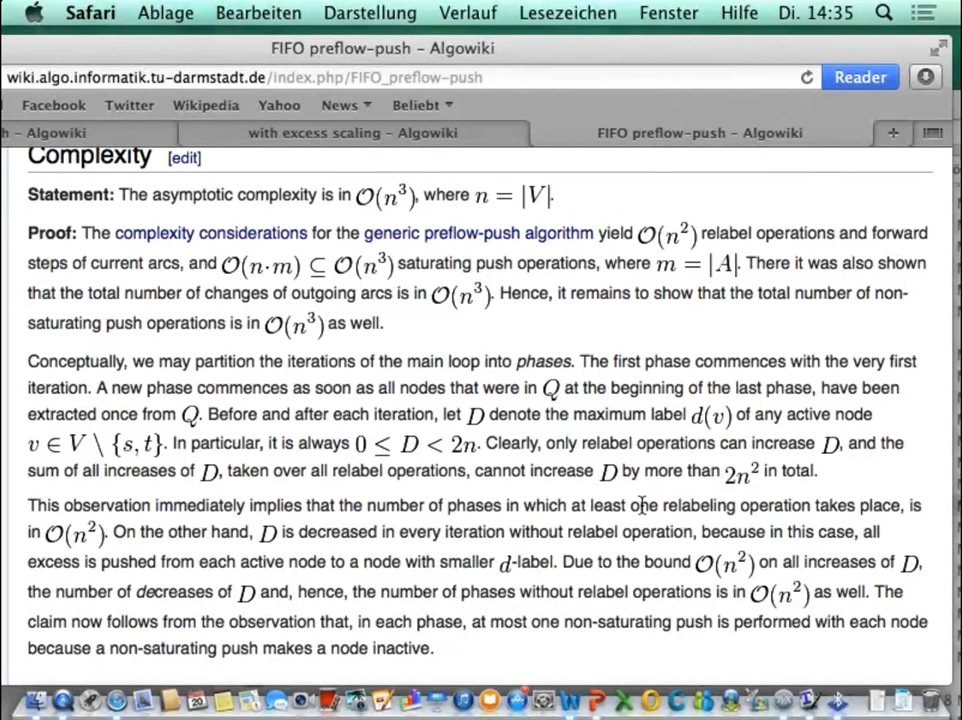 Safari Ablage Bearbeiten Darstellung Verlauf Lesezeichen Fenster Hilfe Di. 14:35
FIFO preflow-push – Algowiki
wiki.algo.informatik.tu-darmstadt.de/index.php/FIFO_preflow-push Reader
Facebook Twitter Wikipedia Yahoo News ▾ Beliebt ▾
h – Algowiki with excess scaling – Algowiki FIFO preflow-push – Algowiki +
Complexity [edit]
Statement: The asymptotic complexity is in 𝒪(n³), where n = |V|.
Proof: The complexity considerations for the generic preflow-push algorithm yield 𝒪(n²) relabel operations and forward
steps of current arcs, and 𝒪(n·m) ⊆ 𝒪(n³) saturating push operations, where m = |A|. There it was also shown
that the total number of changes of outgoing arcs is in 𝒪(n³). Hence, it remains to show that the total number of non-
saturating push operations is in 𝒪(n³) as well.
Conceptually, we may partition the iterations of the main loop into phases. The first phase commences with the very first
iteration. A new phase commences as soon as all nodes that were in Q at the beginning of the last phase, have been
extracted once from Q. Before and after each iteration, let D denote the maximum label d(v) of any active node
v ∈ V \ {s, t}. In particular, it is always 0 ≤ D < 2n. Clearly, only relabel operations can increase D, and the
sum of all increases of D, taken over all relabel operations, cannot increase D by more than 2n² in total.
This observation immediately implies that the number of phases in which at least one relabeling operation takes place, is
in 𝒪(n²). On the other hand, D is decreased in every iteration without relabel operation, because in this case, all
excess is pushed from each active node to a node with smaller d-label. Due to the bound 𝒪(n²) on all increases of D,
the number of decreases of D and, hence, the number of phases without relabel operations is in 𝒪(n²) as well. The
claim now follows from the observation that, in each phase, at most one non-saturating push is performed with each node
because a non-saturating push makes a node inactive.